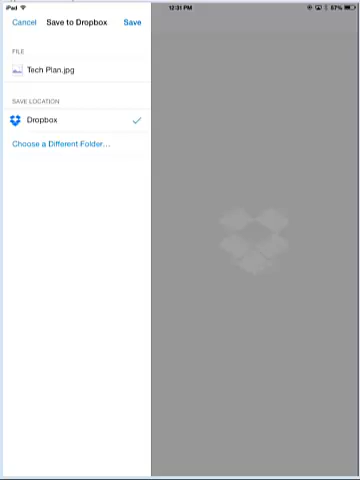 iPad
12:31 PM
67%
Cancel
Save to Dropbox
Save
FILE
Tech Plan.jpg
SAVE LOCATION
Dropbox
Choose a Different Folder...